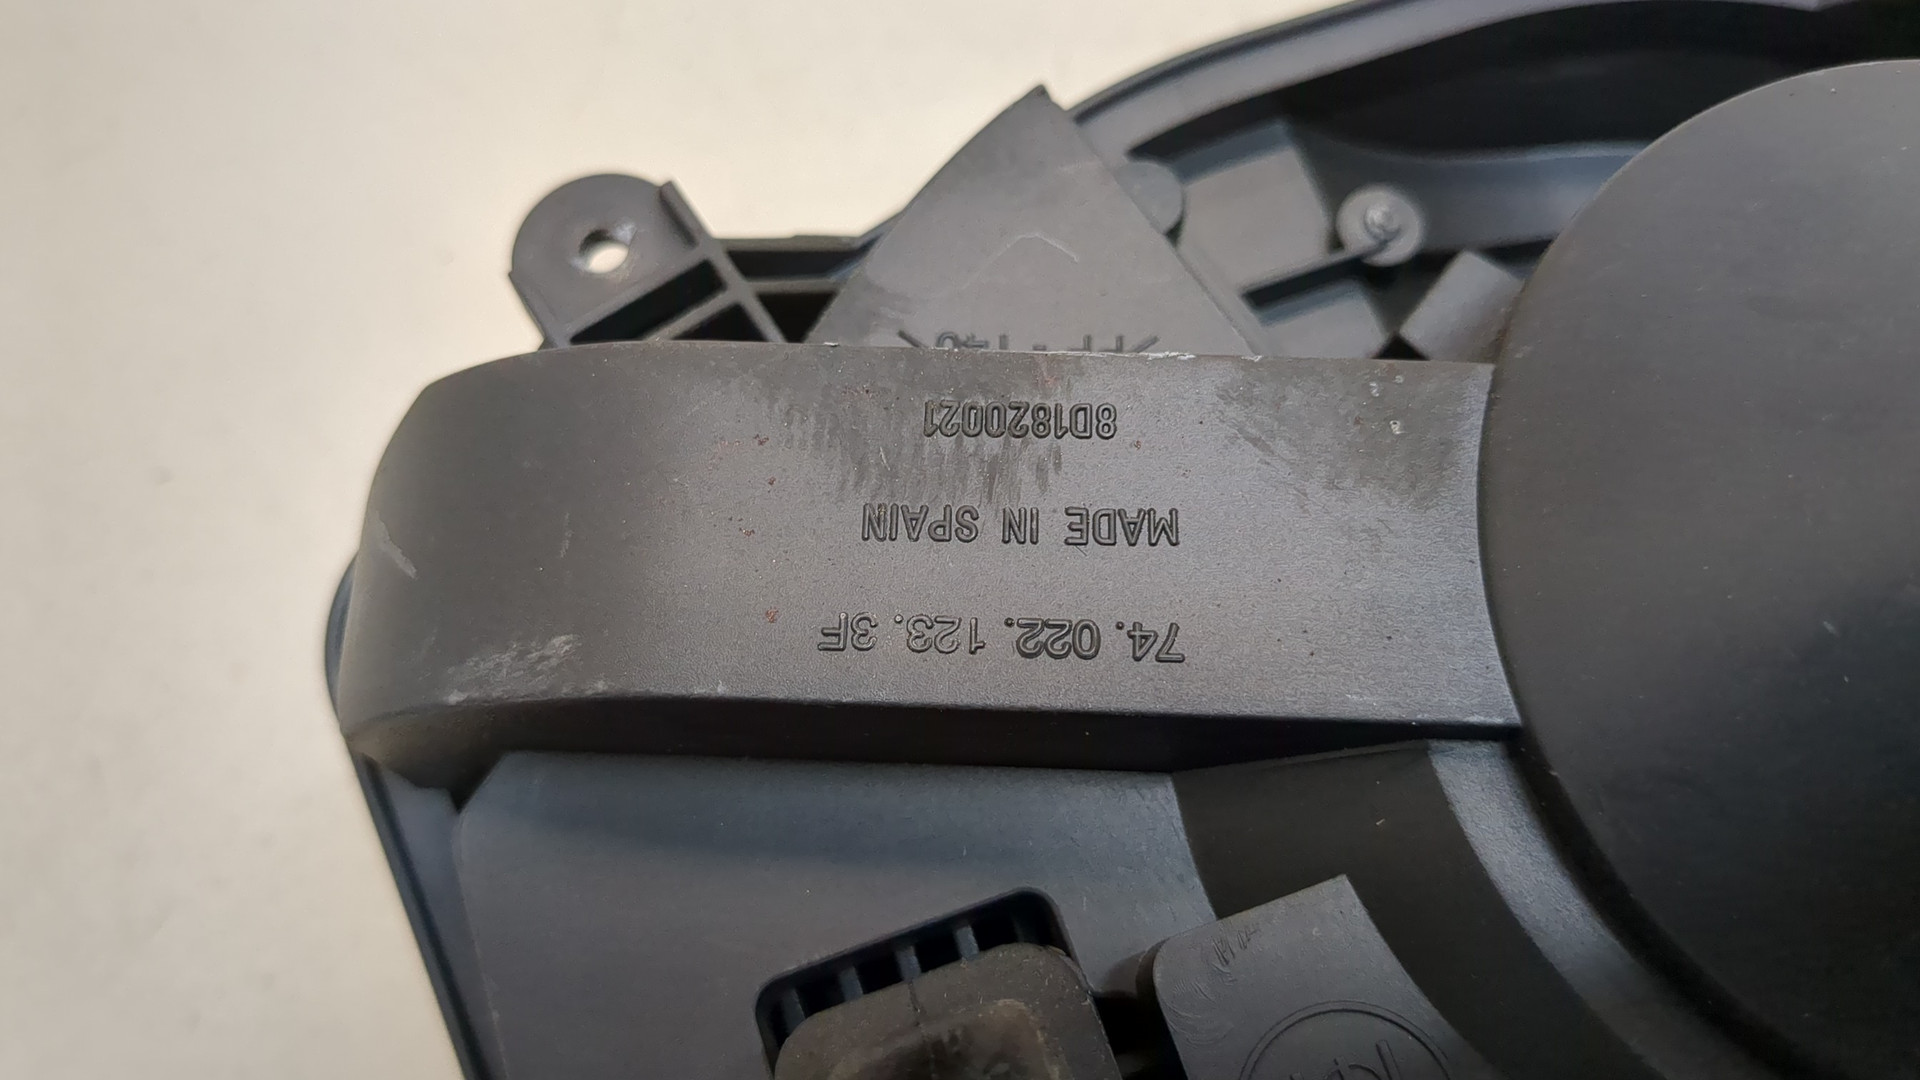 74. 022. 123. 3F
MADE IN SPAIN
8D1820021